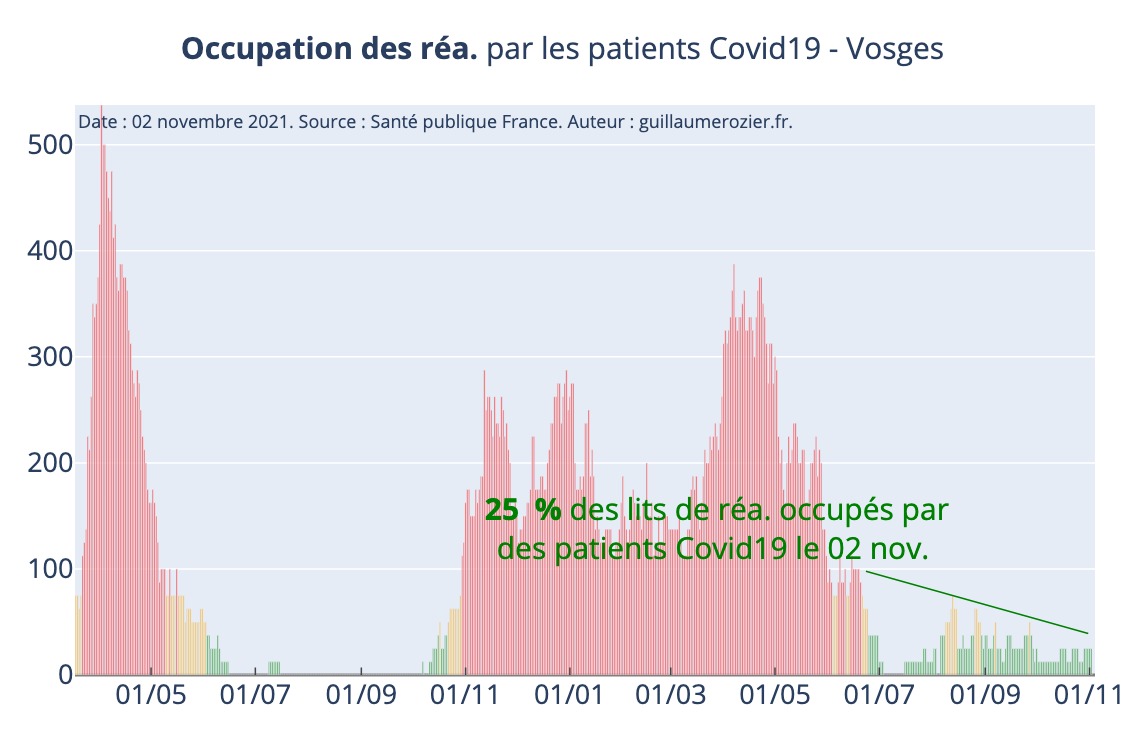 Occupation des réa. par les patients Covid19 - Vosges
Date : 02 novembre 2021. Source : Santé publique France. Auteur : guillaumerozier.fr.
500
400
300
200
25 % des lits de réa. occupés par
des patients Covid19 le 02 nov.
100
0
01/05 01/07 01/09 01/11 01/01 01/03 01/05 01/07 01/09 01/11